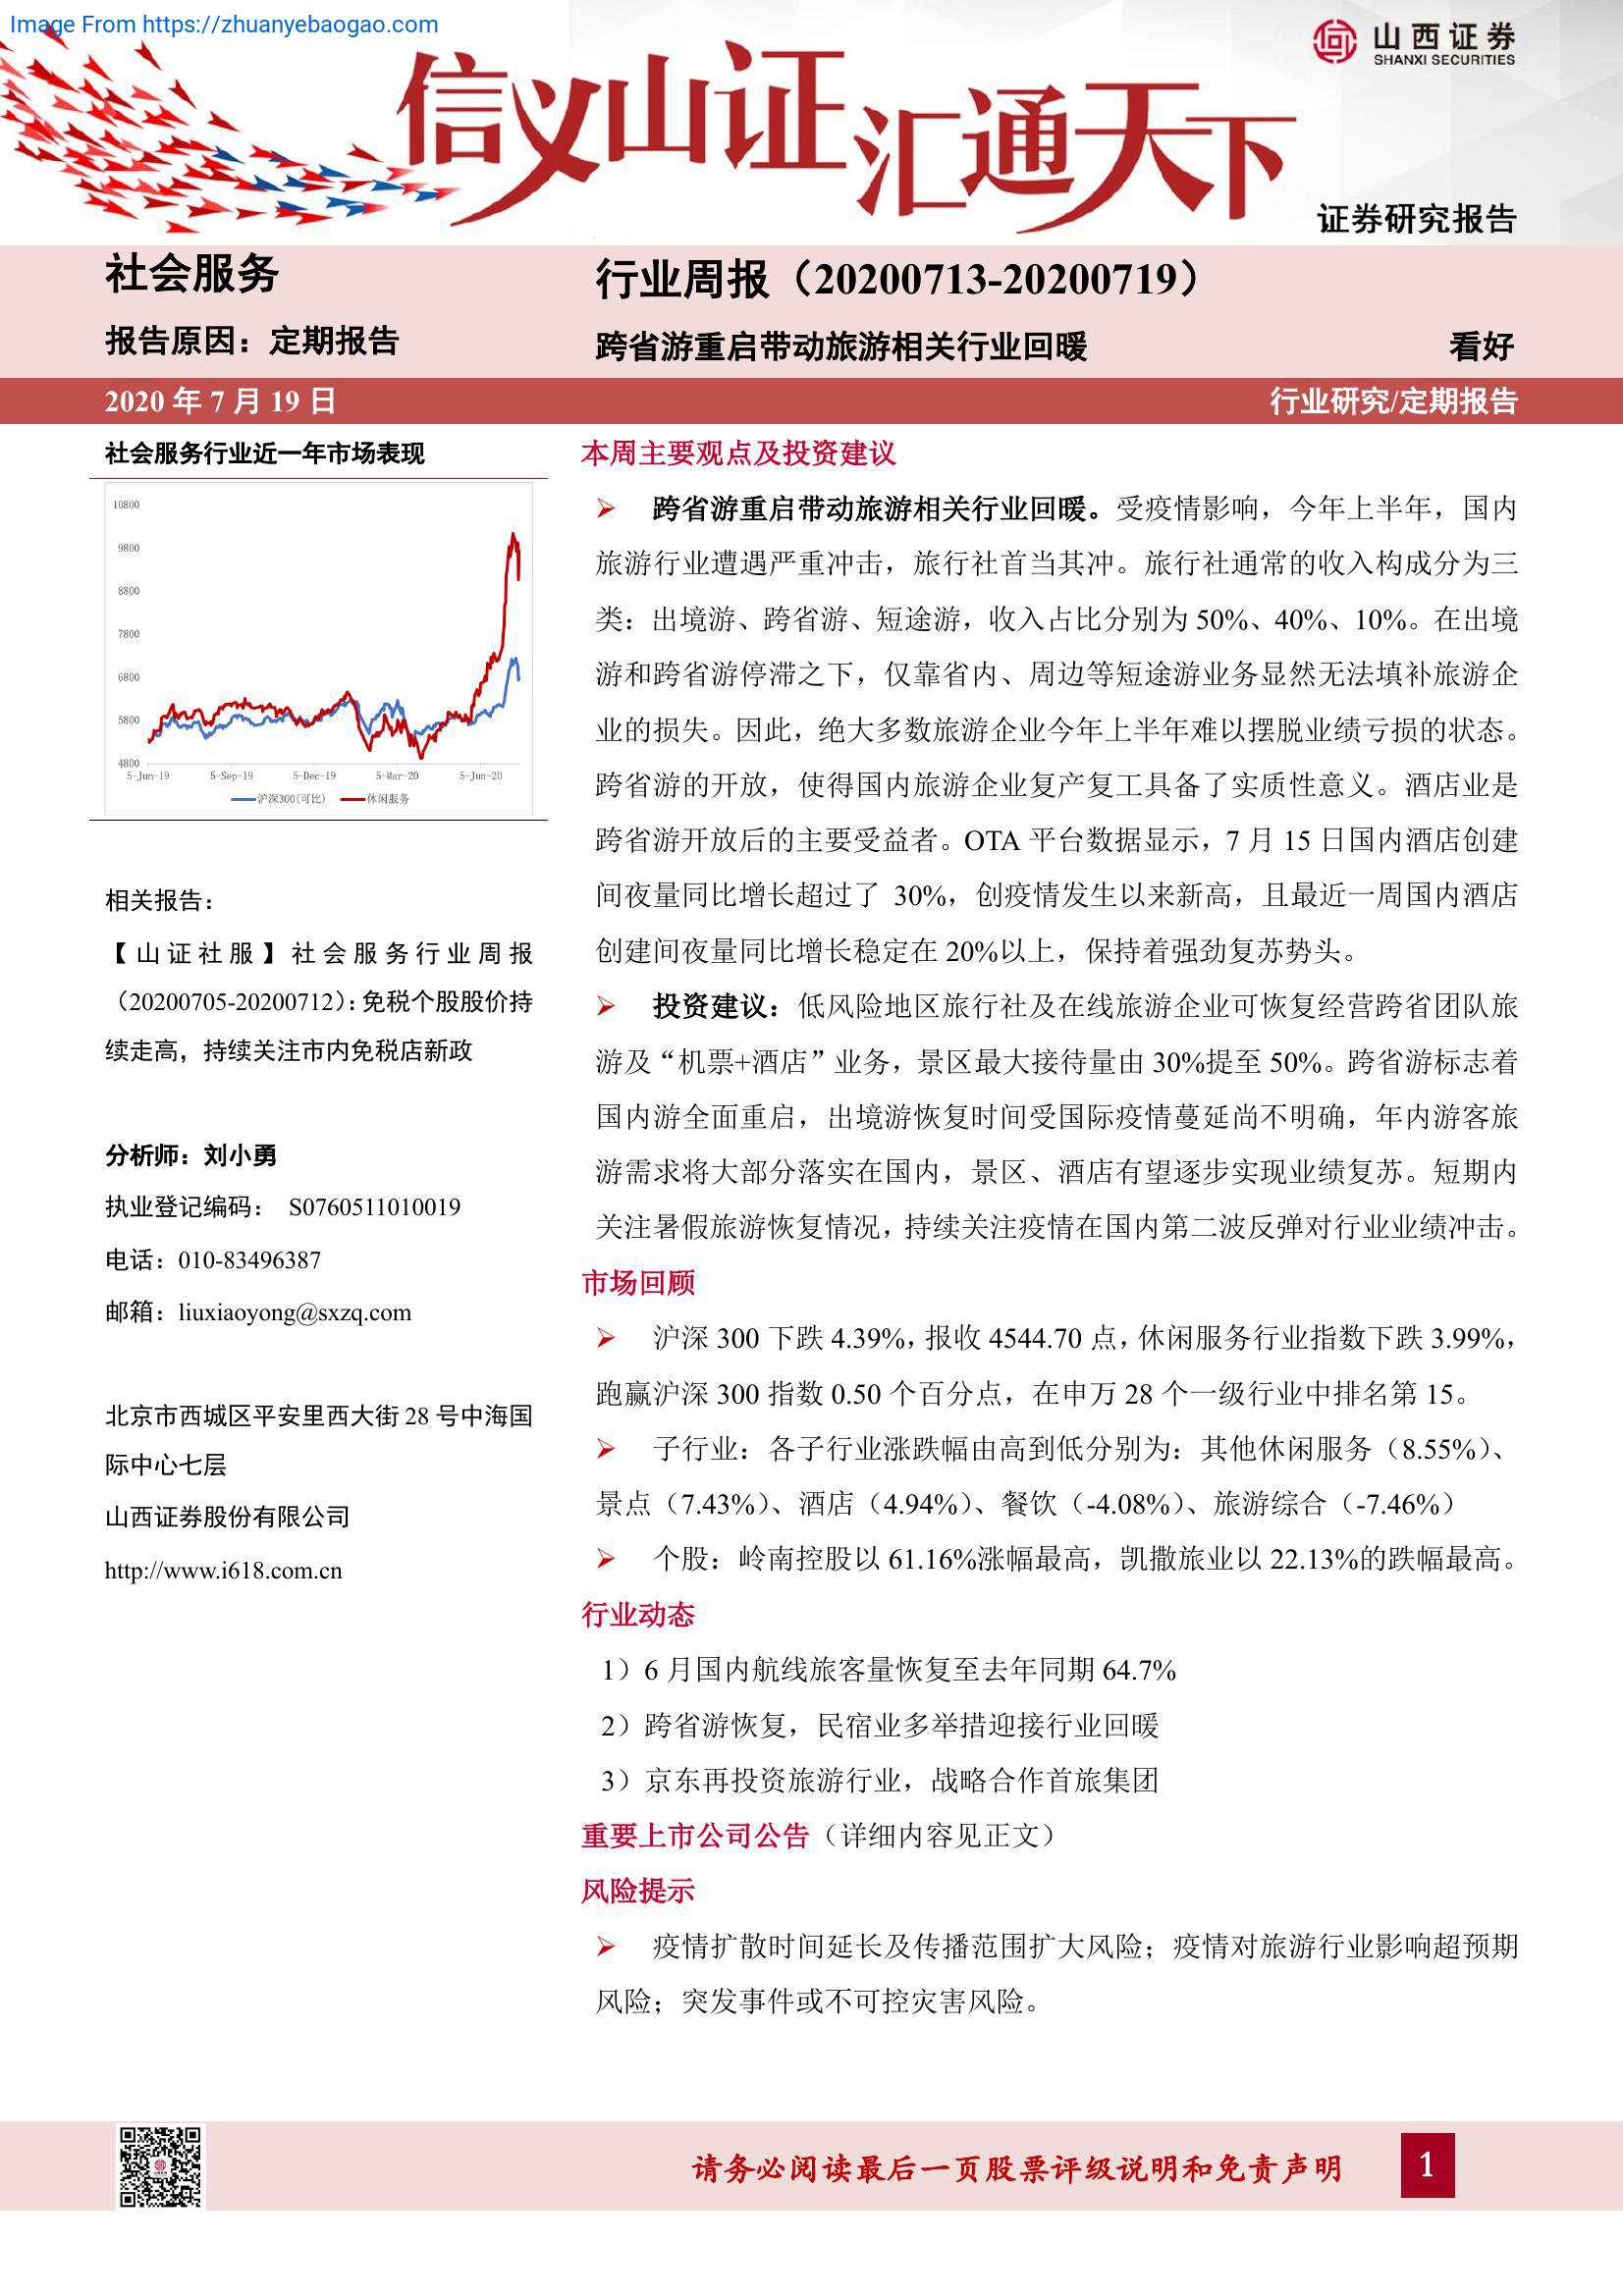 Image From https://zhuanyebaogao.com
山西证券
SHANXI SECURITIES
信义山证汇通天下
证券研究报告
社会服务
行业周报（20200713-20200719）
报告原因：定期报告
跨省游重启带动旅游相关行业回暖
看好
2020 年 7 月 19 日
行业研究/定期报告
社会服务行业近一年市场表现
10800
9800
8800
7800
6800
5800
4800
5-Jun-19 5-Sep-19 5-Dec-19 5-Mar-20 5-Jun-20
沪深300(可比) 休闲服务
相关报告：
【山证社服】社会服务行业周报
（20200705-20200712）：免税个股股价持
续走高，持续关注市内免税店新政
分析师：刘小勇
执业登记编码： S0760511010019
电话：010-83496387
邮箱：liuxiaoyong@sxzq.com
北京市西城区平安里西大街 28 号中海国
际中心七层
山西证券股份有限公司
http://www.i618.com.cn
本周主要观点及投资建议
➢ 跨省游重启带动旅游相关行业回暖。受疫情影响，今年上半年，国内
旅游行业遭遇严重冲击，旅行社首当其冲。旅行社通常的收入构成分为三
类：出境游、跨省游、短途游，收入占比分别为 50%、40%、10%。在出境
游和跨省游停滞之下，仅靠省内、周边等短途游业务显然无法填补旅游企
业的损失。因此，绝大多数旅游企业今年上半年难以摆脱业绩亏损的状态。
跨省游的开放，使得国内旅游企业复产复工具备了实质性意义。酒店业是
跨省游开放后的主要受益者。OTA 平台数据显示，7 月 15 日国内酒店创建
间夜量同比增长超过了 30%，创疫情发生以来新高，且最近一周国内酒店
创建间夜量同比增长稳定在 20%以上，保持着强劲复苏势头。
➢ 投资建议：低风险地区旅行社及在线旅游企业可恢复经营跨省团队旅
游及“机票+酒店”业务，景区最大接待量由 30%提至 50%。跨省游标志着
国内游全面重启，出境游恢复时间受国际疫情蔓延尚不明确，年内游客旅
游需求将大部分落实在国内，景区、酒店有望逐步实现业绩复苏。短期内
关注暑假旅游恢复情况，持续关注疫情在国内第二波反弹对行业业绩冲击。
市场回顾
➢ 沪深 300 下跌 4.39%，报收 4544.70 点，休闲服务行业指数下跌 3.99%，
跑赢沪深 300 指数 0.50 个百分点，在申万 28 个一级行业中排名第 15。
➢ 子行业：各子行业涨跌幅由高到低分别为：其他休闲服务（8.55%）、
景点（7.43%）、酒店（4.94%）、餐饮（-4.08%）、旅游综合（-7.46%）
➢ 个股：岭南控股以 61.16%涨幅最高，凯撒旅业以 22.13%的跌幅最高。
行业动态
1）6 月国内航线旅客量恢复至去年同期 64.7%
2）跨省游恢复，民宿业多举措迎接行业回暖
3）京东再投资旅游行业，战略合作首旅集团
重要上市公司公告（详细内容见正文）
风险提示
➢ 疫情扩散时间延长及传播范围扩大风险；疫情对旅游行业影响超预期
风险；突发事件或不可控灾害风险。
请务必阅读最后一页股票评级说明和免责声明
1